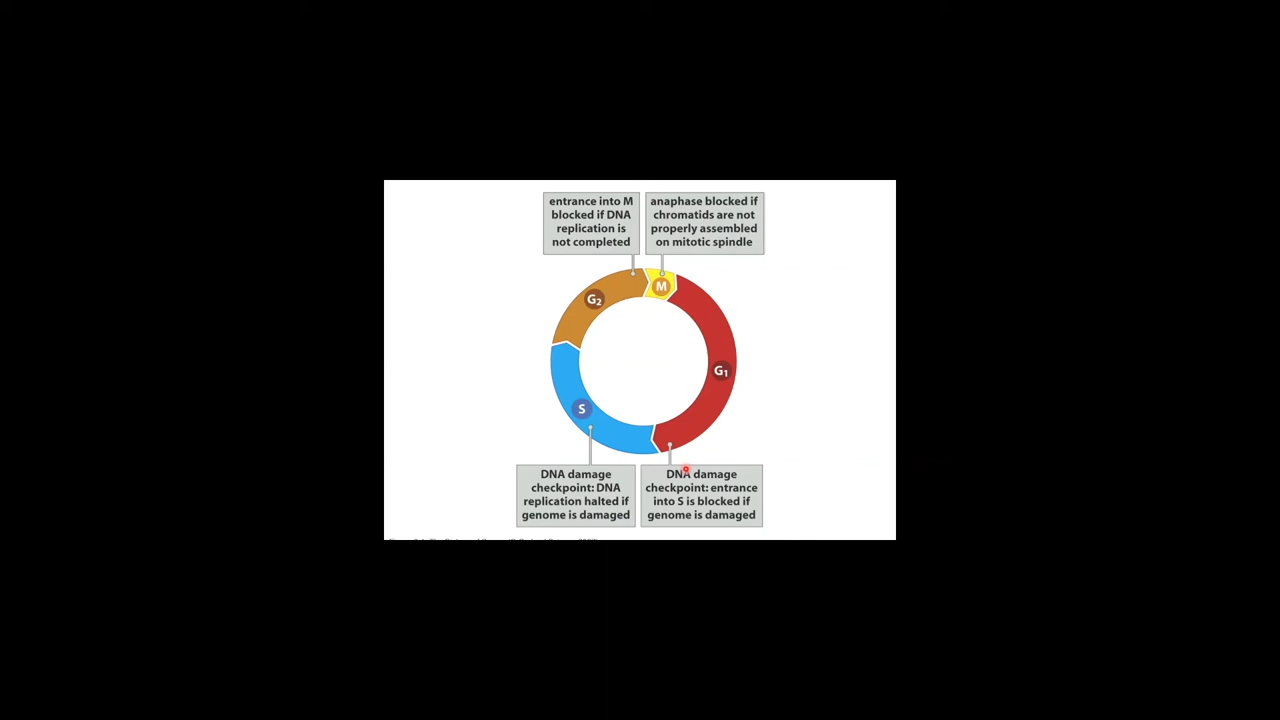 entrance into M
blocked if DNA
replication is
not completed
anaphase blocked if
chromatids are not
properly assembled
on mitotic spindle
G2
M
G1
S
DNA damage
checkpoint: DNA
replication halted if
genome is damaged
DNA damage
checkpoint: entrance
into S is blocked if
genome is damaged